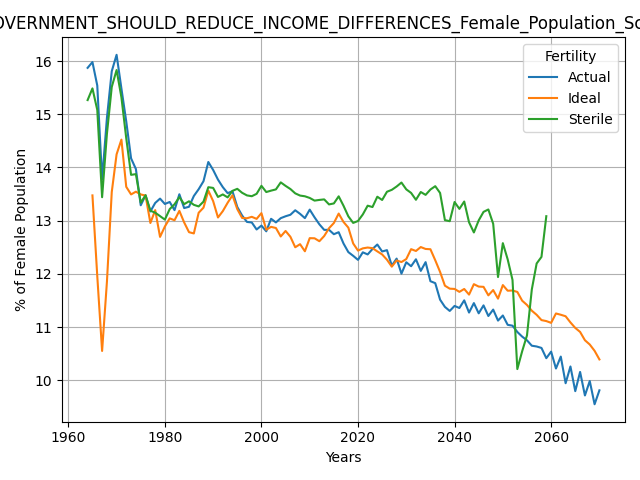 OVERNMENT_SHOULD_REDUCE_INCOME_DIFFERENCES_Female_Population_Sc
Fertility
Actual
Ideal
Sterile
% of Female Population
16
15
14
13
12
11
10
1960 1980 2000 2020 2040 2060
Years